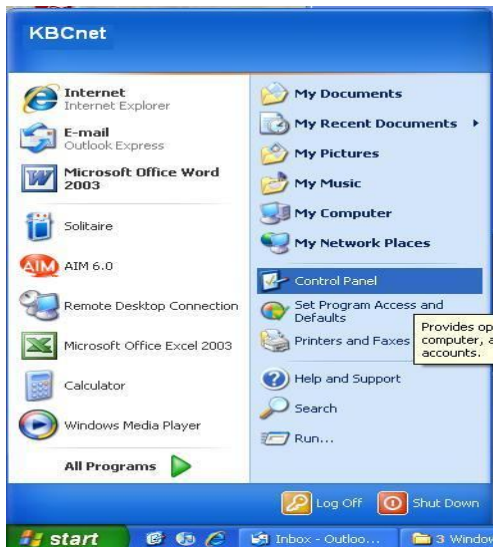 KBCnet
Internet
Internet Explorer
E-mail
Outlook Express
Microsoft Office Word
2003
Solitaire
AIM
AIM 6.0
Remote Desktop Connection
Microsoft Office Excel 2003
Calculator
Windows Media Player
All Programs
My Documents
My Recent Documents
My Pictures
My Music
My Computer
My Network Places
Control Panel
Set Program Access and
Defaults
Printers and Faxes
Provides op
computer, a
accounts.
Help and Support
Search
Run...
Log Off
Shut Down
start
Inbox - Outloo...
3 Window